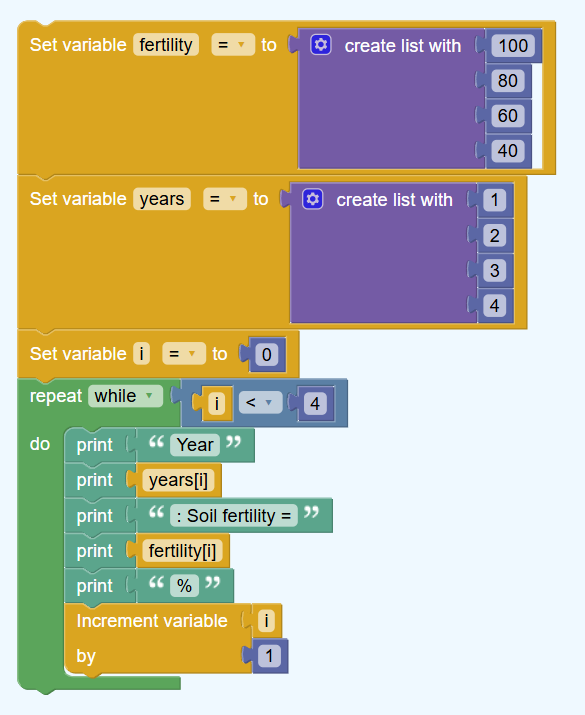 Set variable fertility = to create list with 100
80
60
40
Set variable years = to create list with 1
2
3
4
Set variable i = to 0
repeat while i < 4
do print “ Year ”
print years[i]
print “ : Soil fertility = ”
print fertility[i]
print “ % ”
Increment variable i
by 1